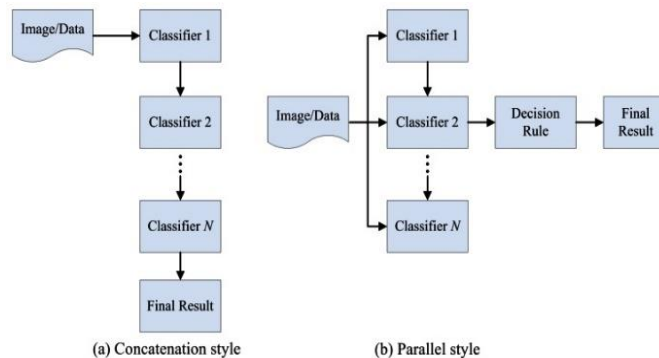 Image/Data
Classifier 1
Classifier 2
Classifier N
Final Result
(a) Concatenation style
Image/Data
Classifier 1
Classifier 2
Classifier N
Decision
Rule
Final
Result
(b) Parallel style